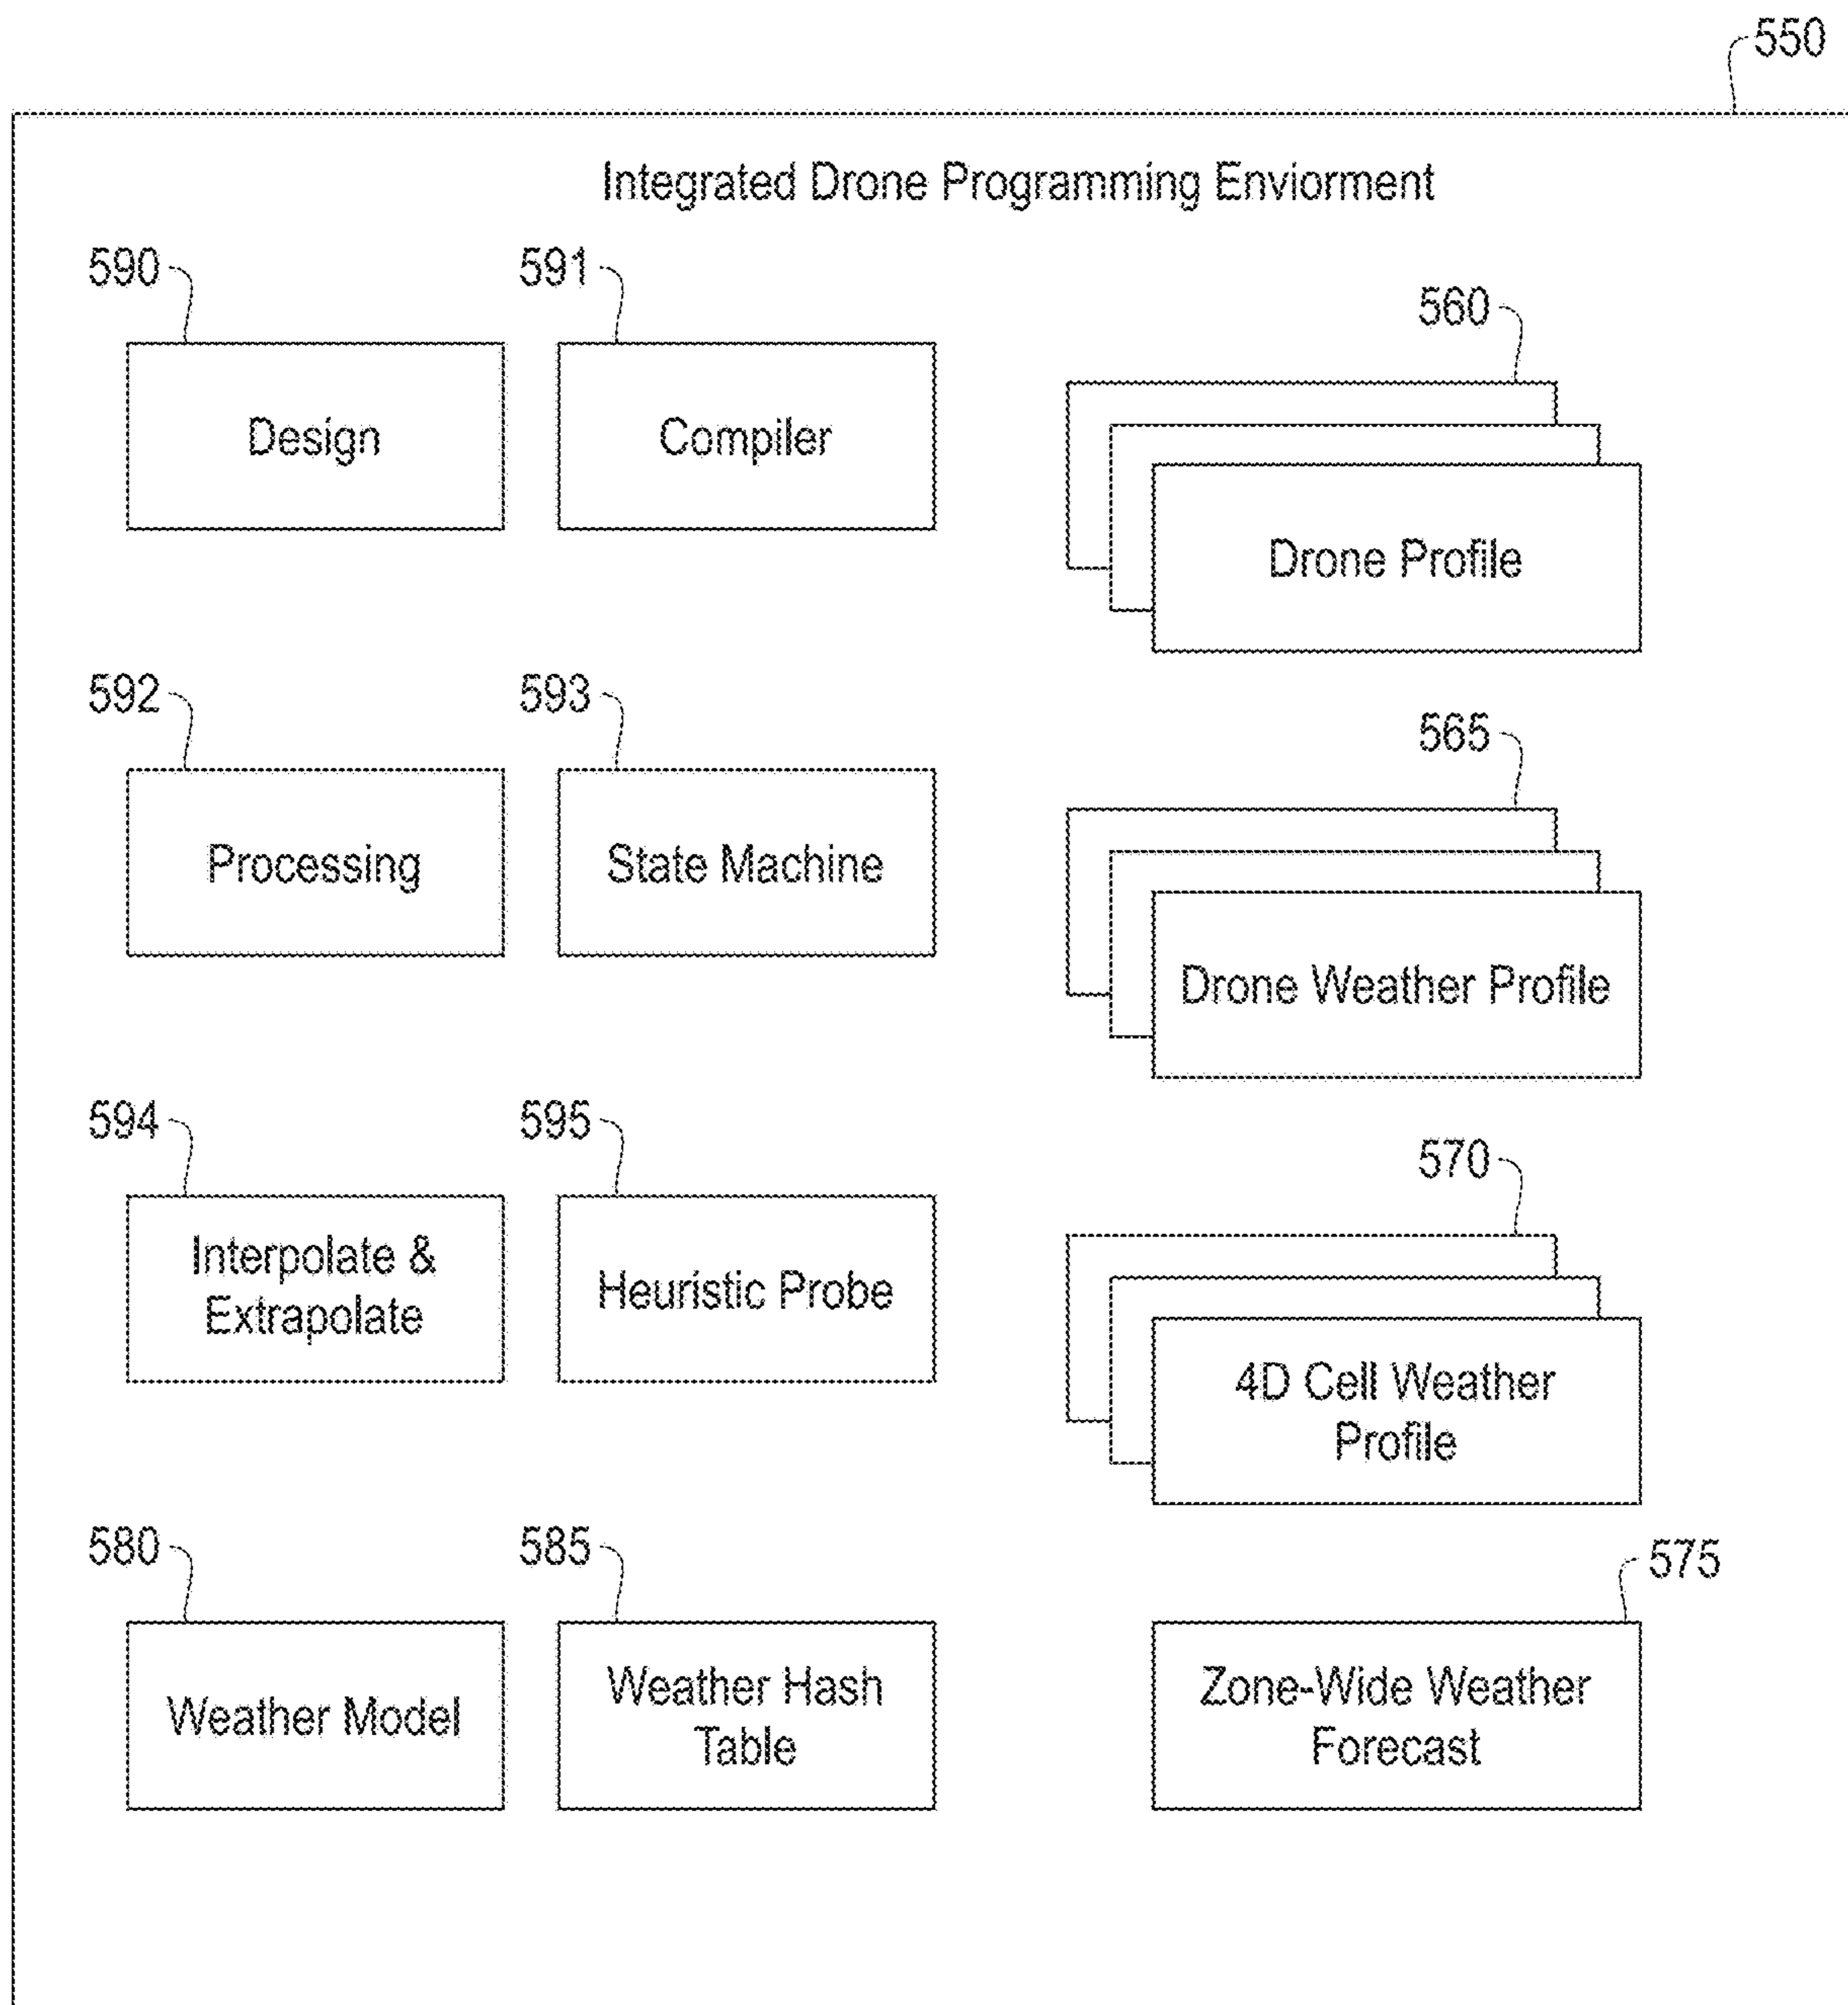 550
Integrated Drone Programming Enviorment
590
591
560
Design
Compiler
Drone Profile
592
593
565
Processing
State Machine
Drone Weather Profile
594
595
570
Interpolate &
Extrapolate
Heuristic Probe
4D Cell Weather
Profile
580
585
575
Weather Model
Weather Hash
Table
Zone-Wide Weather
Forecast